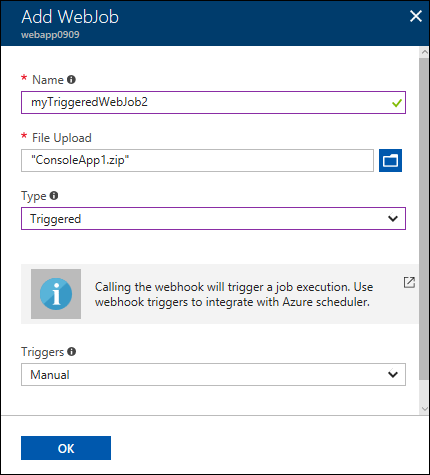 Add WebJob
webapp0909
* Name
myTriggeredWebJob2
* File Upload
"ConsoleApp1.zip"
Type
Triggered
Calling the webhook will trigger a job execution. Use
webhook triggers to integrate with Azure scheduler.
Triggers
Manual
OK